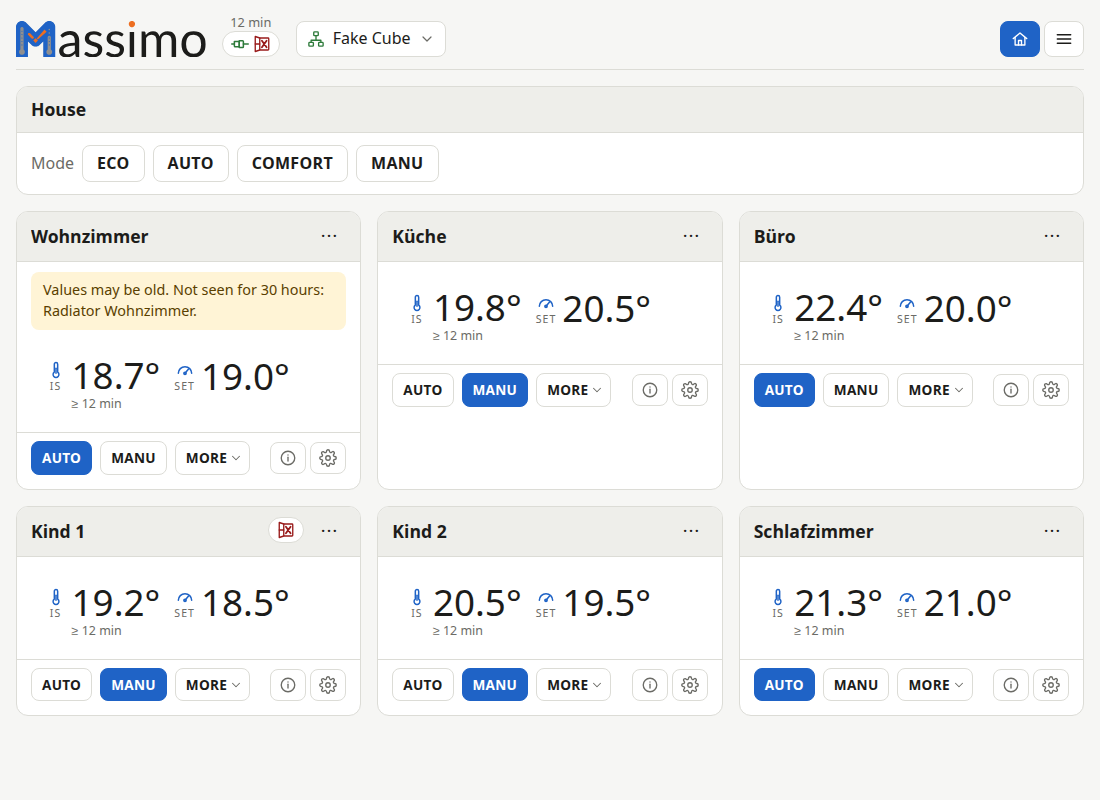 Massimo
12 min
Fake Cube
House
Mode ECO AUTO COMFORT MANU
Wohnzimmer
Values may be old. Not seen for 30 hours:
Radiator Wohnzimmer.
IS 18.7° SET 19.0°
≥ 12 min
AUTO MANU MORE
Küche
IS 19.8° SET 20.5°
≥ 12 min
AUTO MANU MORE
Büro
IS 22.4° SET 20.0°
≥ 12 min
AUTO MANU MORE
Kind 1
IS 19.2° SET 18.5°
≥ 12 min
AUTO MANU MORE
Kind 2
IS 20.5° SET 19.5°
≥ 12 min
AUTO MANU MORE
Schlafzimmer
IS 21.3° SET 21.0°
≥ 12 min
AUTO MANU MORE